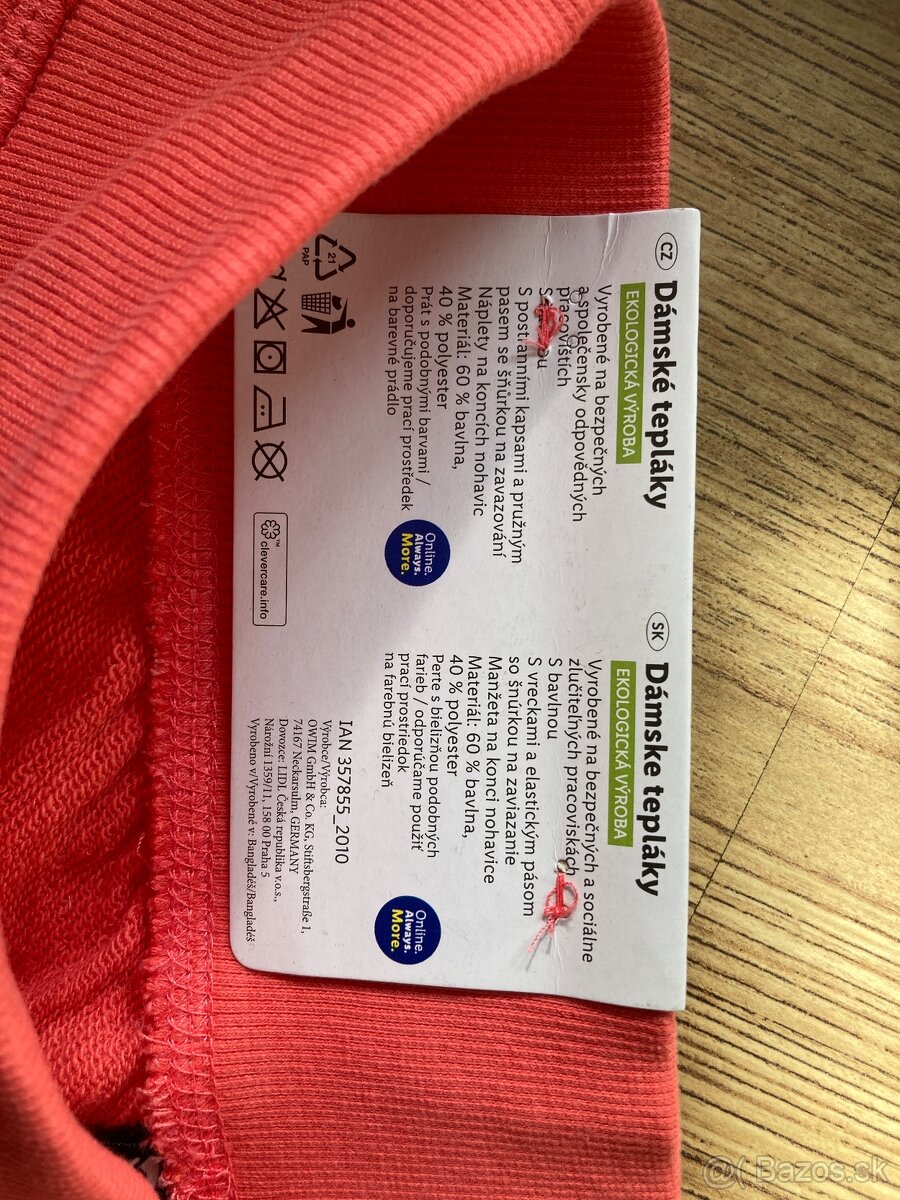 CZ
Dámské tepláky
EKOLOGICKÁ VÝROBA
Vyrobené na bezpečných
a společensky odpovědných
pracovištích
S postranními kapsami a pružným
pasem se šňůrkou na zavazování
Náplety na koncích nohavic
Materiál: 60 % bavlna,
40 % polyester
Prát s podobnými barvami /
doporučujeme prací prostředek
na barevné prádlo
Online.
Always.
More.
21
PAP
clevercare.info
SK
Dámske tepláky
EKOLOGICKÁ VÝROBA
Vyrobené na bezpečných a sociálne
zlučiteľných pracoviskách
S bavlnou
S vreckami a elastickým pásom
so šnúrkou na zaviazanie
Manžeta na konci nohavice
Materiál: 60 % bavlna,
40 % polyester
Perte s bielizňou podobných
farieb / odporúčame použiť
prací prostriedok
na farebnú bielizeň
Online.
Always.
More.
IAN 357855_2010
Výrobce/Výrobca:
OWIM GmbH & Co. KG, Stiftsbergstraße 1,
74167 Neckarsulm, GERMANY
Dovozce: LIDL Česká republika v.o.s.,
Nárožní 1359/11, 158 00 Praha 5
Vyrobeno v/Vyrobené v: Bangladéš/Bangladéš
@( Bazos.sk